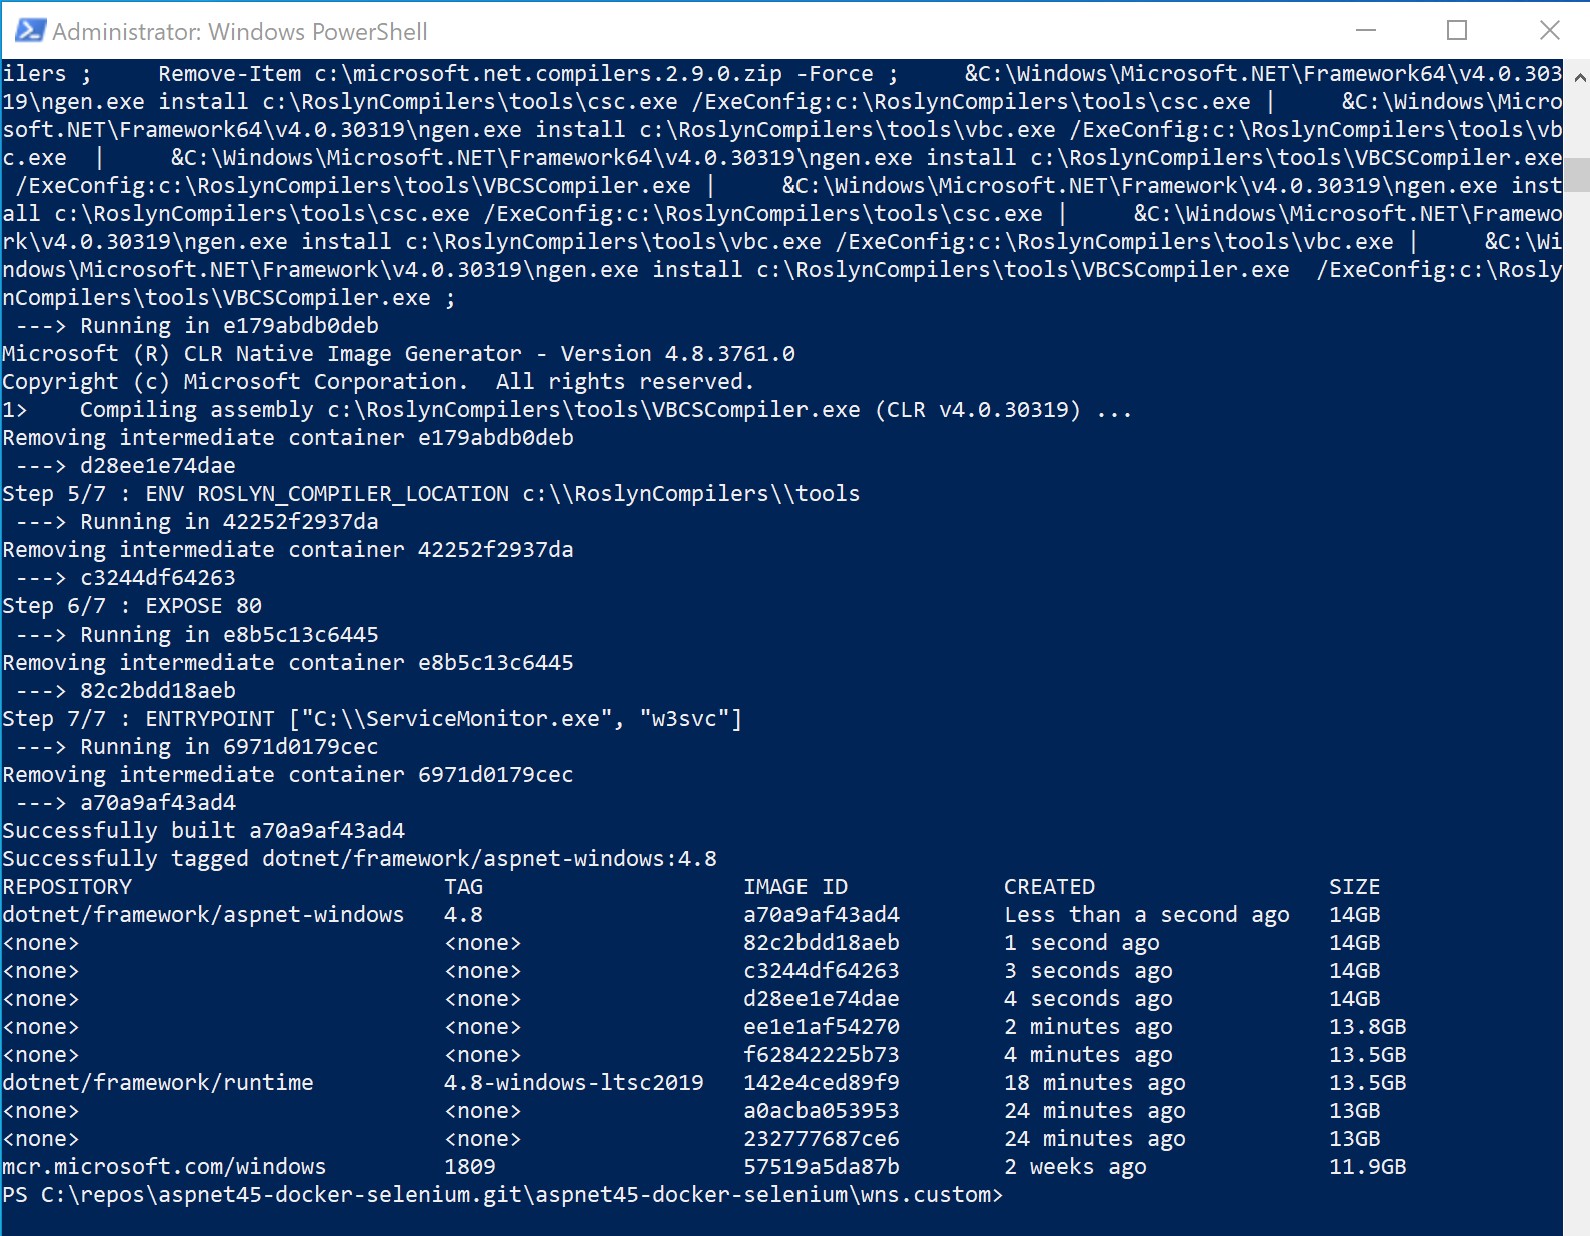 Administrator: Windows PowerShell
ilers ;     Remove-Item c:\microsoft.net.compilers.2.9.0.zip -Force ;     &C:\Windows\Microsoft.NET\Framework64\v4.0.303
19\ngen.exe install c:\RoslynCompilers\tools\csc.exe /ExeConfig:c:\RoslynCompilers\tools\csc.exe |     &C:\Windows\Micro
soft.NET\Framework64\v4.0.30319\ngen.exe install c:\RoslynCompilers\tools\vbc.exe /ExeConfig:c:\RoslynCompilers\tools\vb
c.exe  |     &C:\Windows\Microsoft.NET\Framework64\v4.0.30319\ngen.exe install c:\RoslynCompilers\tools\VBCSCompiler.exe
 /ExeConfig:c:\RoslynCompilers\tools\VBCSCompiler.exe |     &C:\Windows\Microsoft.NET\Framework\v4.0.30319\ngen.exe inst
all c:\RoslynCompilers\tools\csc.exe /ExeConfig:c:\RoslynCompilers\tools\csc.exe |     &C:\Windows\Microsoft.NET\Framewo
rk\v4.0.30319\ngen.exe install c:\RoslynCompilers\tools\vbc.exe /ExeConfig:c:\RoslynCompilers\tools\vbc.exe |     &C:\Wi
ndows\Microsoft.NET\Framework\v4.0.30319\ngen.exe install c:\RoslynCompilers\tools\VBCSCompiler.exe  /ExeConfig:c:\Rosly
nCompilers\tools\VBCSCompiler.exe ;
 ---> Running in e179abdb0deb
Microsoft (R) CLR Native Image Generator - Version 4.8.3761.0
Copyright (c) Microsoft Corporation.  All rights reserved.
1>    Compiling assembly c:\RoslynCompilers\tools\VBCSCompiler.exe (CLR v4.0.30319) ...
Removing intermediate container e179abdb0deb
 ---> d28ee1e74dae
Step 5/7 : ENV ROSLYN_COMPILER_LOCATION c:\\RoslynCompilers\\tools
 ---> Running in 42252f2937da
Removing intermediate container 42252f2937da
 ---> c3244df64263
Step 6/7 : EXPOSE 80
 ---> Running in e8b5c13c6445
Removing intermediate container e8b5c13c6445
 ---> 82c2bdd18aeb
Step 7/7 : ENTRYPOINT ["C:\\ServiceMonitor.exe", "w3svc"]
 ---> Running in 6971d0179cec
Removing intermediate container 6971d0179cec
 ---> a70a9af43ad4
Successfully built a70a9af43ad4
Successfully tagged dotnet/framework/aspnet-windows:4.8
REPOSITORY                        TAG                    IMAGE ID            CREATED                  SIZE
dotnet/framework/aspnet-windows   4.8                    a70a9af43ad4        Less than a second ago   14GB
<none>                            <none>                 82c2bdd18aeb        1 second ago             14GB
<none>                            <none>                 c3244df64263        3 seconds ago            14GB
<none>                            <none>                 d28ee1e74dae        4 seconds ago            14GB
<none>                            <none>                 ee1e1af54270        2 minutes ago            13.8GB
<none>                            <none>                 f62842225b73        4 minutes ago            13.5GB
dotnet/framework/runtime          4.8-windows-ltsc2019   142e4ced89f9        18 minutes ago           13.5GB
<none>                            <none>                 a0acba053953        24 minutes ago           13GB
<none>                            <none>                 232777687ce6        24 minutes ago           13GB
mcr.microsoft.com/windows         1809                   57519a5da87b        2 weeks ago              11.9GB
PS C:\repos\aspnet45-docker-selenium.git\aspnet45-docker-selenium\wns.custom>